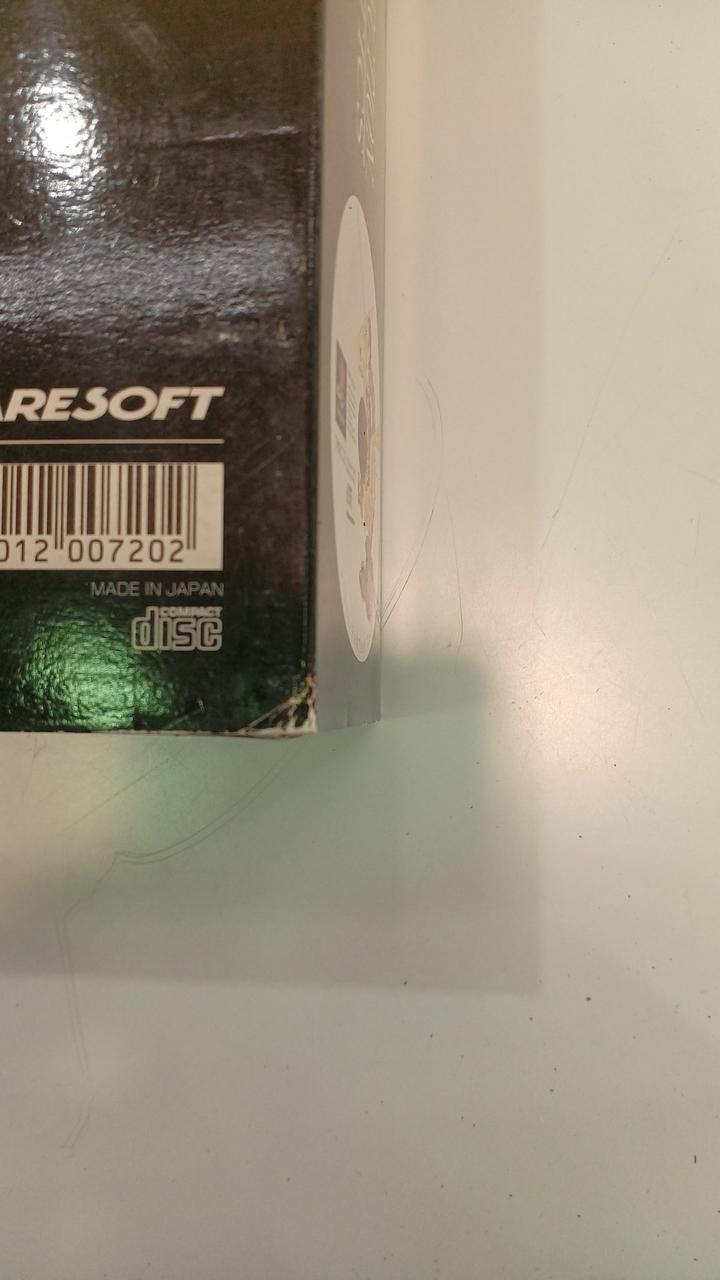 ARESOFT
012 007202
MADE IN JAPAN
COMPACT
disc